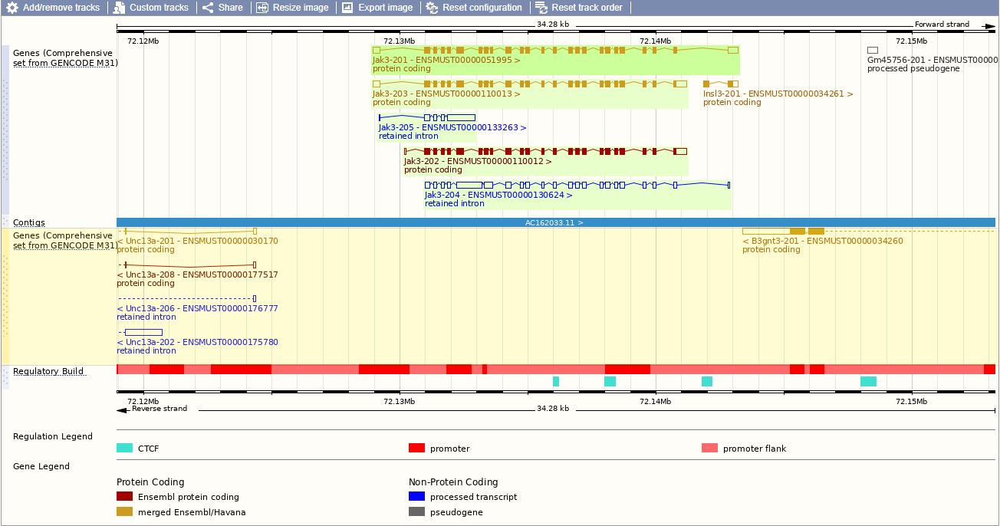 Add/remove tracks Custom tracks Share Resize image Export image Reset configuration Reset track order
34.28 kb Forward strand
72.12Mb 72.13Mb 72.14Mb 72.15Mb
Genes (Comprehensive
set from GENCODE M31)
Jak3-201 - ENSMUST00000051995 >
protein coding
Gm45756-201 - ENSMUST00000
processed pseudogene
Jak3-203 - ENSMUST00000110013 >
protein coding
Insl3-201 - ENSMUST00000034261 >
protein coding
Jak3-205 - ENSMUST00000133263 >
retained intron
Jak3-202 - ENSMUST00000110012 >
protein coding
Jak3-204 - ENSMUST00000130624 >
retained intron
Contigs AC162033.11 >
Genes (Comprehensive
set from GENCODE M31)
< Unc13a-201 - ENSMUST00000030170
protein coding
< B3gnt3-201 - ENSMUST00000034260
protein coding
< Unc13a-208 - ENSMUST00000177517
protein coding
< Unc13a-206 - ENSMUST00000176777
retained intron
< Unc13a-202 - ENSMUST00000175780
retained intron
Regulatory Build
72.12Mb 72.13Mb 72.14Mb 72.15Mb
Reverse strand 34.28 kb
Regulation Legend
CTCF promoter promoter flank
Gene Legend
Protein Coding Non-Protein Coding
Ensembl protein coding processed transcript
merged Ensembl/Havana pseudogene